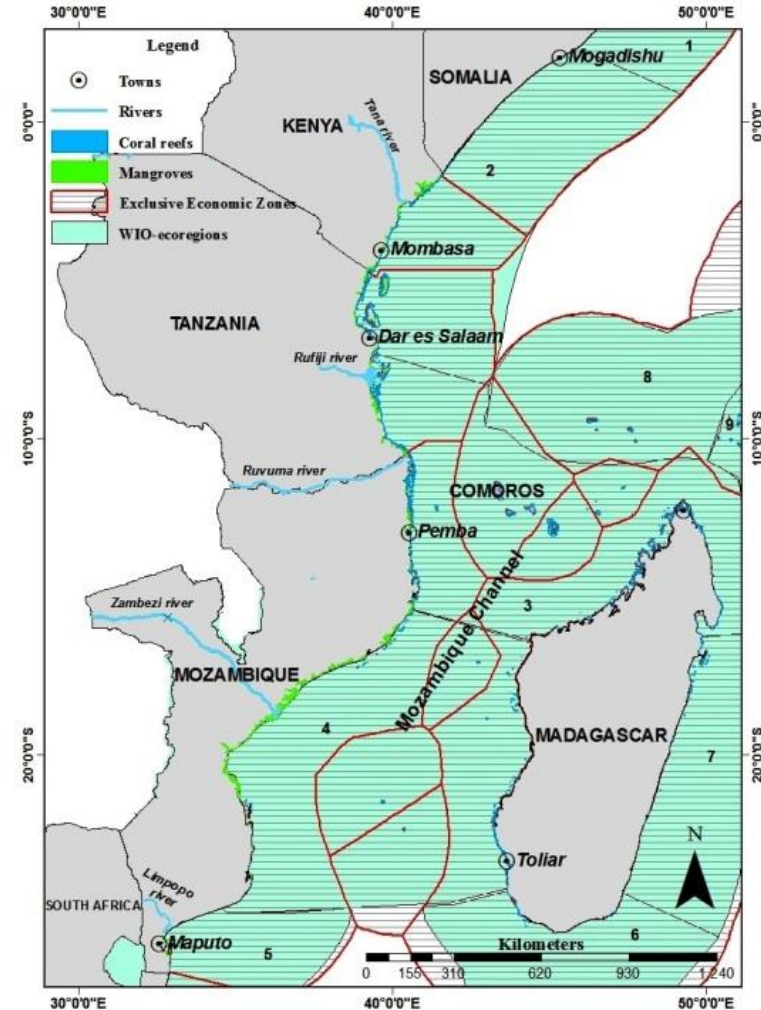 30°0'0"E 40°0'0"E 50°0'0"E
Legend
Towns
Rivers
Coral reefs
Mangroves
Exclusive Economic Zones
WIO-ecoregions
1
Mogadishu
SOMALIA
KENYA
Tana river
0°0'0"
0°0'0"
2
Mombasa
TANZANIA
Dar es Salaam
Rufiji river
8
9
10°0'0"S
10°0'0"S
Ruvuma river
COMOROS
Pemba
Mozambique Channel
3
Zambezi river
MOZAMBIQUE
4
MADAGASCAR
7
20°0'0"S
20°0'0"S
N
Toliar
Limpopo
river
SOUTH AFRICA
Maputo
5
6
Kilometers
0 155 310 620 930 1,240
30°0'0"E 40°0'0"E 50°0'0"E